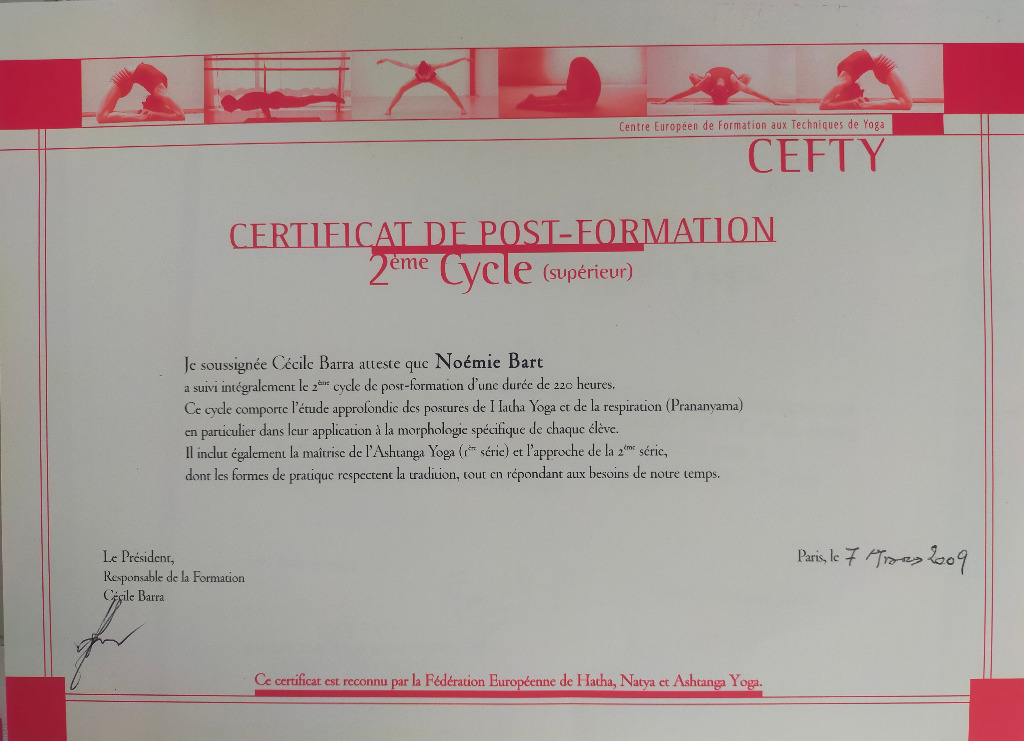 Centre Européen de Formation aux Techniques de Yoga
CEFTY
CERTIFICAT DE POST-FORMATION
2ème Cycle (supérieur)
Je soussignée Cécile Barra atteste que Noémie Bart
a suivi intégralement le 2ème cycle de post-formation d'une durée de 220 heures.
Ce cycle comporte l'étude approfondie des postures de Hatha Yoga et de la respiration (Prananyama)
en particulier dans leur application à la morphologie spécifique de chaque élève.
Il inclut également la maîtrise de l'Ashtanga Yoga (1ère série) et l'approche de la 2ème série,
dont les formes de pratique respectent la tradition, tout en répondant aux besoins de notre temps.
Le Président,
Responsable de la Formation
Cécile Barra
Paris, le 7 Mars 2009
Ce certificat est reconnu par la Fédération Européenne de Hatha, Natya et Ashtanga Yoga.